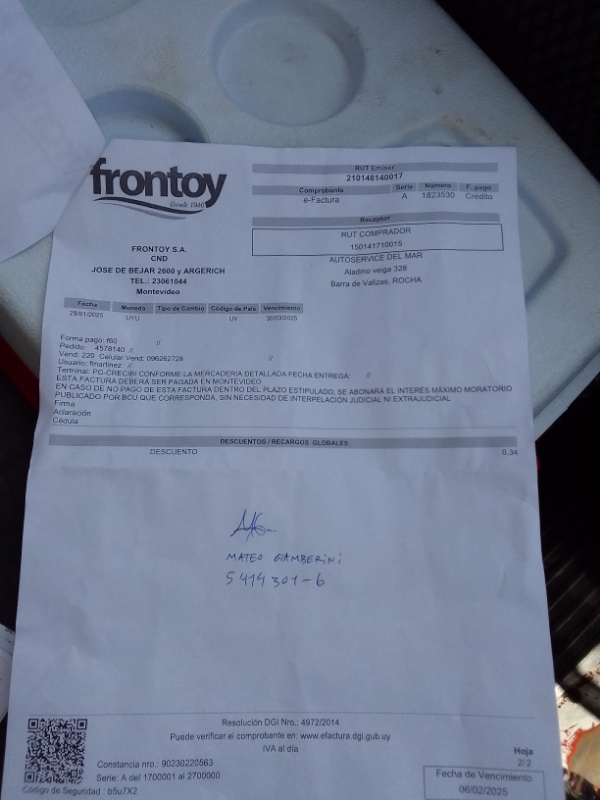 frontoy
Desde 1940
FRONTOY S.A.
CND
JOSE DE BEJAR 2600 y ARGERICH
TEL.: 23061044
Montevideo
RUT Emisor
210148140017
Comprobante Serie Número F. pago
e-Factura A 1823530 Crédito
Receptor
RUT COMPRADOR
150141710015
AUTOSERVICE DEL MAR
Aladino veiga 328
Barra de Valizas, ROCHA
Fecha Moneda Tipo de Cambio Código de País Vencimiento
29/01/2025 UYU UY 30/03/2025
Forma pago: f60 //
Pedido: 4578140 //
Vend: 220 Celular Vend: 096262728 //
Usuario: fmartinez //
Terminal: PC-CRECIBI CONFORME LA MERCADERIA DETALLADA FECHA ENTREGA: //
ESTA FACTURA DEBERÁ SER PAGADA EN MONTEVIDEO
EN CASO DE NO PAGO DE ESTA FACTURA DENTRO DEL PLAZO ESTIPULADO, SE ABONARÁ EL INTERÉS MÁXIMO MORATORIO
PUBLICADO POR BCU QUE CORRESPONDA, SIN NECESIDAD DE INTERPELACIÓN JUDICIAL NI EXTRAJUDICIAL
Firma
Aclaración
Cédula
DESCUENTOS / RECARGOS GLOBALES
DESCUENTO 0,34
MATEO GIAMBERINI
5414301-6
Resolución DGI Nro.: 4972/2014
Puede verificar el comprobante en: www.efactura.dgi.gub.uy
IVA al día
Constancia nro.: 90230220563
Serie: A del 1700001 al 2700000
Código de Seguridad : b5u7X2
Hoja
2/2
Fecha de Vencimiento
06/02/2025